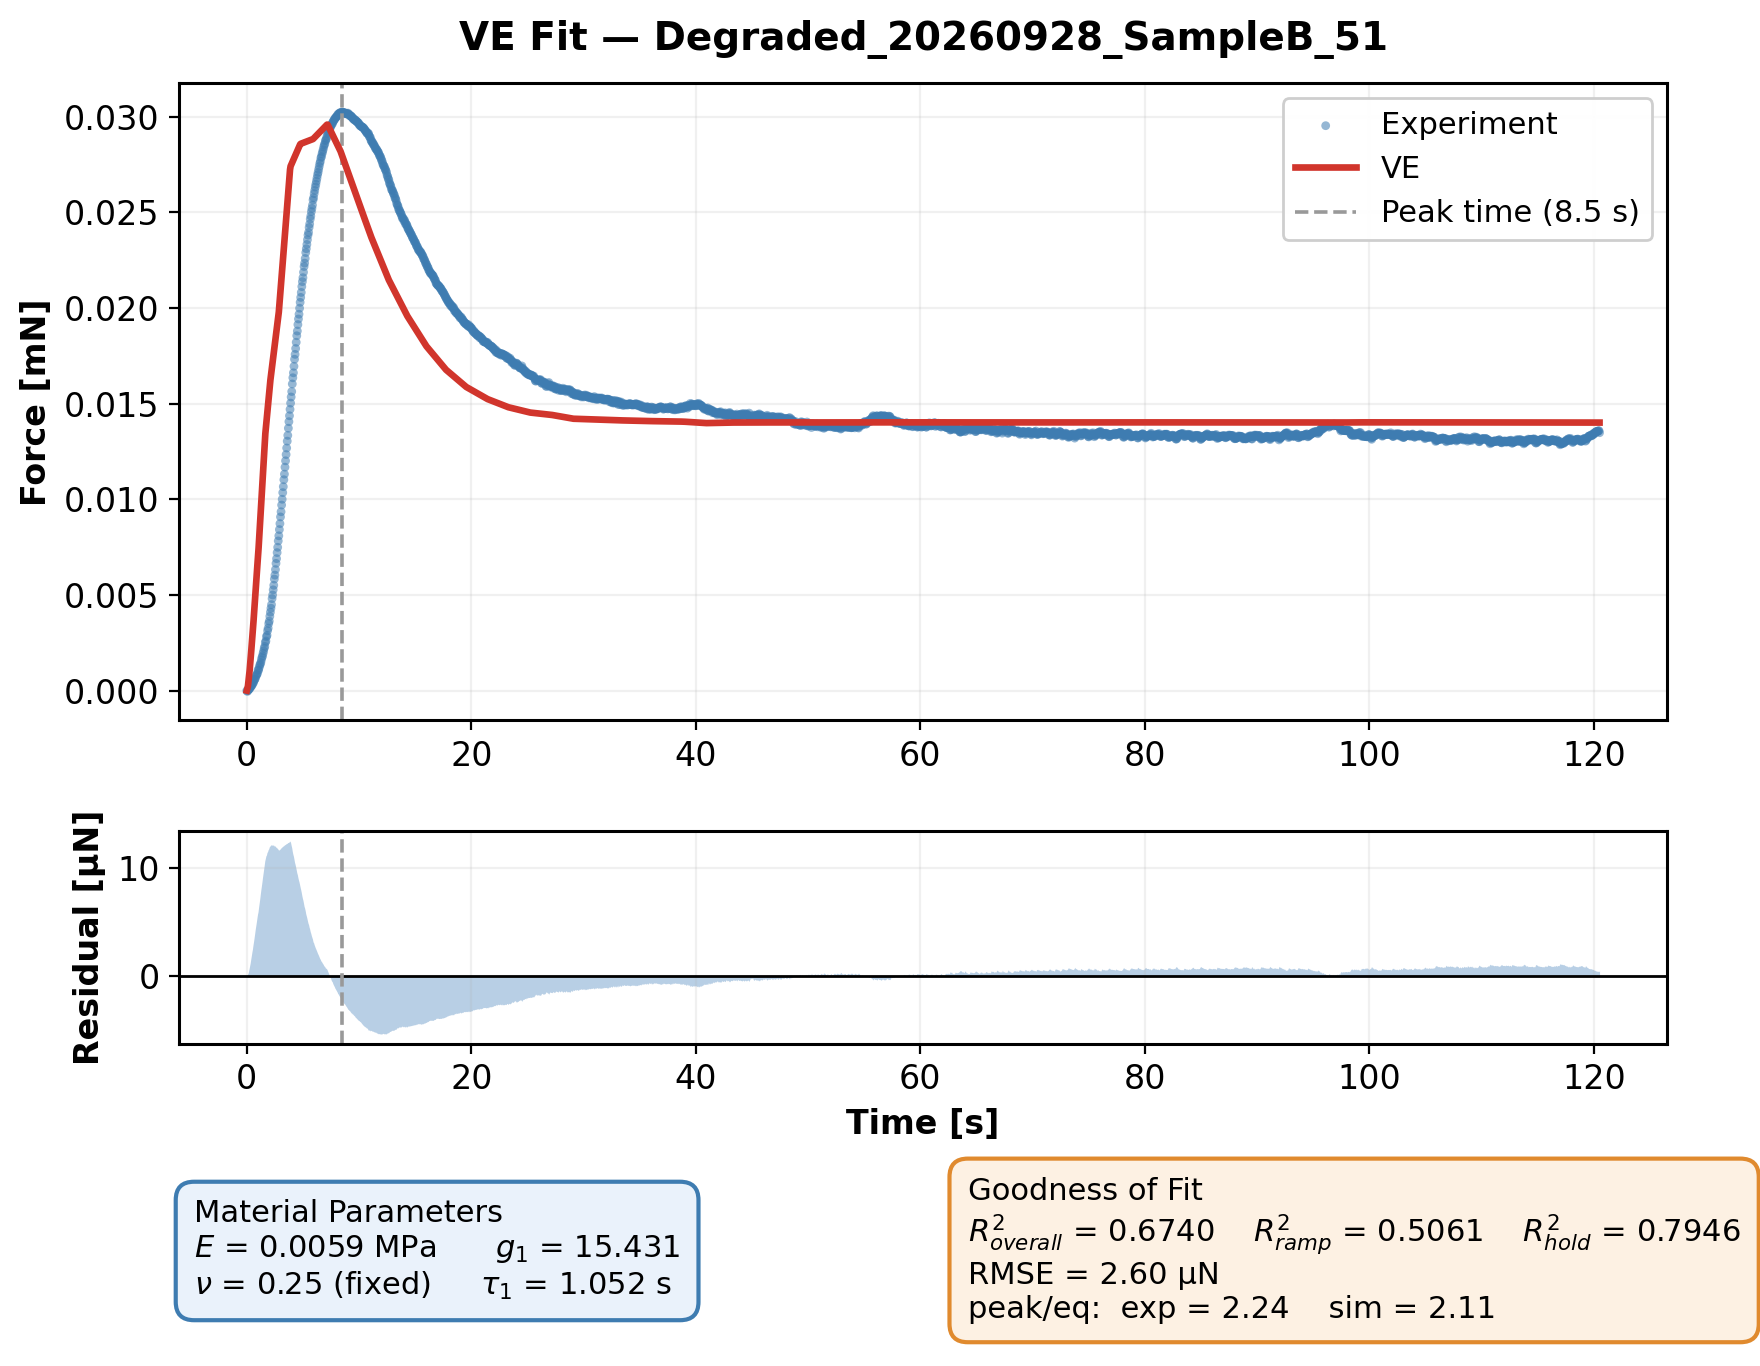 VE Fit — Degraded_20260928_SampleB_51
Force [mN]
0.030
0.025
0.020
0.015
0.010
0.005
0.000
Experiment
VE
Peak time (8.5 s)
0 20 40 60 80 100 120
Residual [µN]
10
0
0 20 40 60 80 100 120
Time [s]
Material Parameters
E = 0.0059 MPa g₁ = 15.431
ν = 0.25 (fixed) τ₁ = 1.052 s
Goodness of Fit
R²overall = 0.6740 R²ramp = 0.5061 R²hold = 0.7946
RMSE = 2.60 µN
peak/eq: exp = 2.24 sim = 2.11